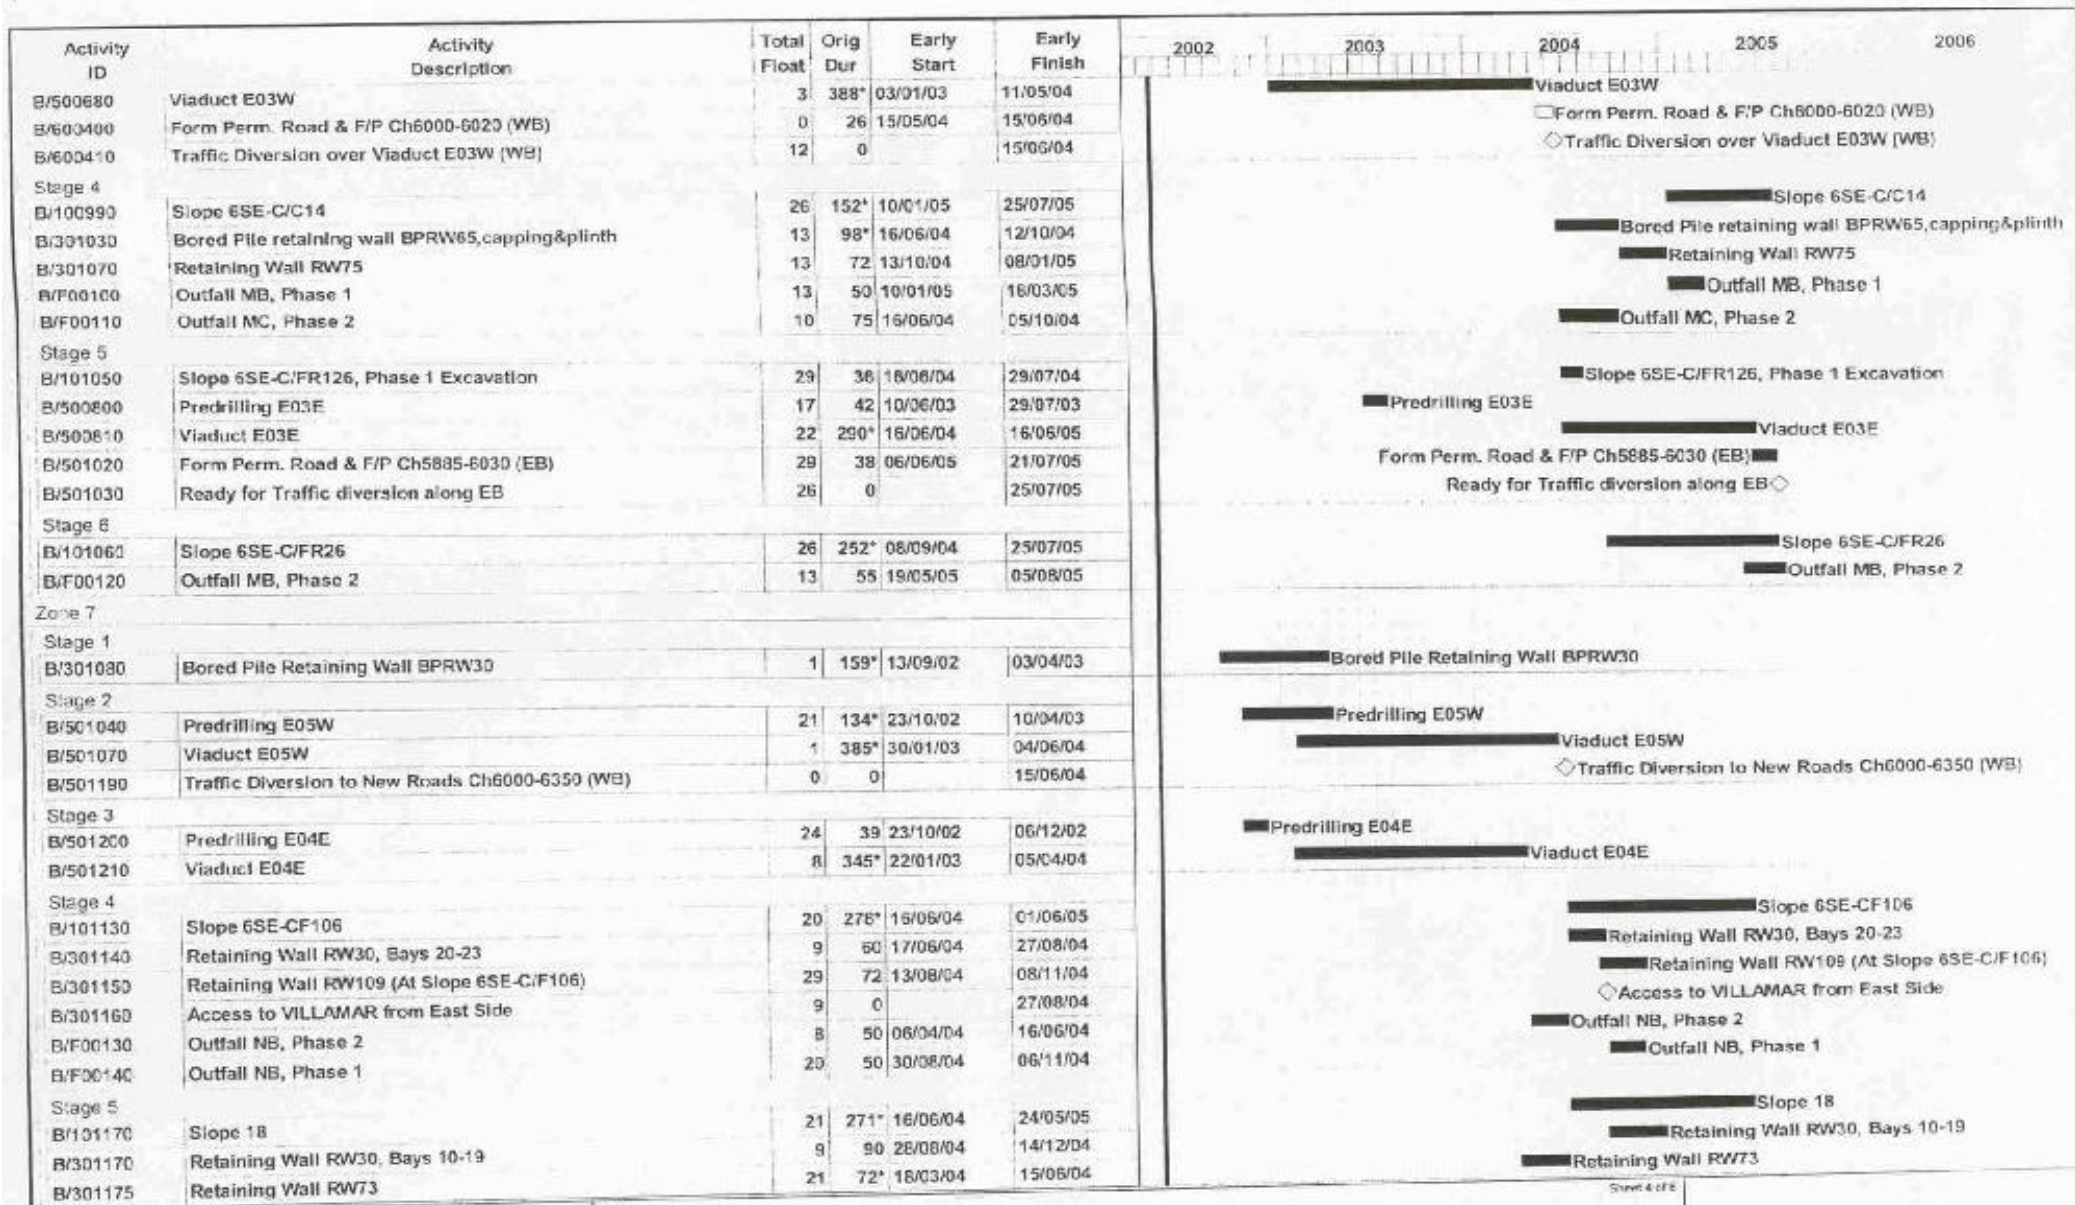 Activity ID Activity Description Total Float Orig Dur Early Start Early Finish 2002 2003 2004 2005 2006
B/500680 Viaduct E03W 3 388* 03/01/03 11/05/04 Viaduct E03W
B/600400 Form Perm. Road & F/P Ch6000-6020 (WB) 0 26 15/05/04 15/06/04 Form Perm. Road & F/P Ch6000-6020 (WB)
B/600410 Traffic Diversion over Viaduct E03W (WB) 12 0 15/06/04 Traffic Diversion over Viaduct E03W (WB)
Stage 4
B/100990 Slope 6SE-C/C14 26 152* 10/01/05 25/07/05 Slope 6SE-C/C14
B/301030 Bored Pile retaining wall BPRW65,capping&plinth 13 98* 16/06/04 12/10/04 Bored Pile retaining wall BPRW65,capping&plinth
B/301070 Retaining Wall RW75 13 72 13/10/04 08/01/05 Retaining Wall RW75
B/F00100 Outfall MB, Phase 1 13 50 10/01/05 16/03/05 Outfall MB, Phase 1
B/F00110 Outfall MC, Phase 2 10 75 16/06/04 05/10/04 Outfall MC, Phase 2
Stage 5
B/101050 Slope 6SE-C/FR126, Phase 1 Excavation 29 36 16/06/04 29/07/04 Slope 6SE-C/FR126, Phase 1 Excavation
B/500800 Predrilling E03E 17 42 10/06/03 29/07/03 Predrilling E03E
B/500810 Viaduct E03E 22 290* 16/06/04 16/06/05 Viaduct E03E
B/501020 Form Perm. Road & F/P Ch5885-6030 (EB) 29 38 06/06/05 21/07/05 Form Perm. Road & F/P Ch5885-6030 (EB)
B/501030 Ready for Traffic diversion along EB 26 0 25/07/05 Ready for Traffic diversion along EB
Stage 6
B/101060 Slope 6SE-C/FR26 26 252* 08/09/04 25/07/05 Slope 6SE-C/FR26
B/F00120 Outfall MB, Phase 2 13 55 19/05/05 05/08/05 Outfall MB, Phase 2
Zone 7
Stage 1
B/301080 Bored Pile Retaining Wall BPRW30 1 159* 13/09/02 03/04/03 Bored Pile Retaining Wall BPRW30
Stage 2
B/501040 Predrilling E05W 21 134* 23/10/02 10/04/03 Predrilling E05W
B/501070 Viaduct E05W 1 385* 30/01/03 04/06/04 Viaduct E05W
B/501190 Traffic Diversion to New Roads Ch6000-6350 (WB) 0 0 15/06/04 Traffic Diversion to New Roads Ch6000-6350 (WB)
Stage 3
B/501200 Predrilling E04E 24 39 23/10/02 06/12/02 Predrilling E04E
B/501210 Viaduct E04E 8 345* 22/01/03 05/04/04 Viaduct E04E
Stage 4
B/101130 Slope 6SE-CF106 20 276* 16/06/04 01/06/05 Slope 6SE-CF106
B/301140 Retaining Wall RW30, Bays 20-23 9 60 17/06/04 27/08/04 Retaining Wall RW30, Bays 20-23
B/301150 Retaining Wall RW109 (At Slope 6SE-C/F106) 29 72 13/08/04 08/11/04 Retaining Wall RW109 (At Slope 6SE-C/F106)
B/301160 Access to VILLAMAR from East Side 9 0 27/08/04 Access to VILLAMAR from East Side
B/F00130 Outfall NB, Phase 2 8 50 06/04/04 16/06/04 Outfall NB, Phase 2
B/F00140 Outfall NB, Phase 1 20 50 30/08/04 06/11/04 Outfall NB, Phase 1
Stage 5
B/101170 Slope 18 21 271* 16/06/04 24/05/05 Slope 18
B/301170 Retaining Wall RW30, Bays 10-19 9 90 28/08/04 14/12/04 Retaining Wall RW30, Bays 10-19
B/301175 Retaining Wall RW73 21 72* 18/03/04 15/06/04 Retaining Wall RW73
Sheet 4 of 6